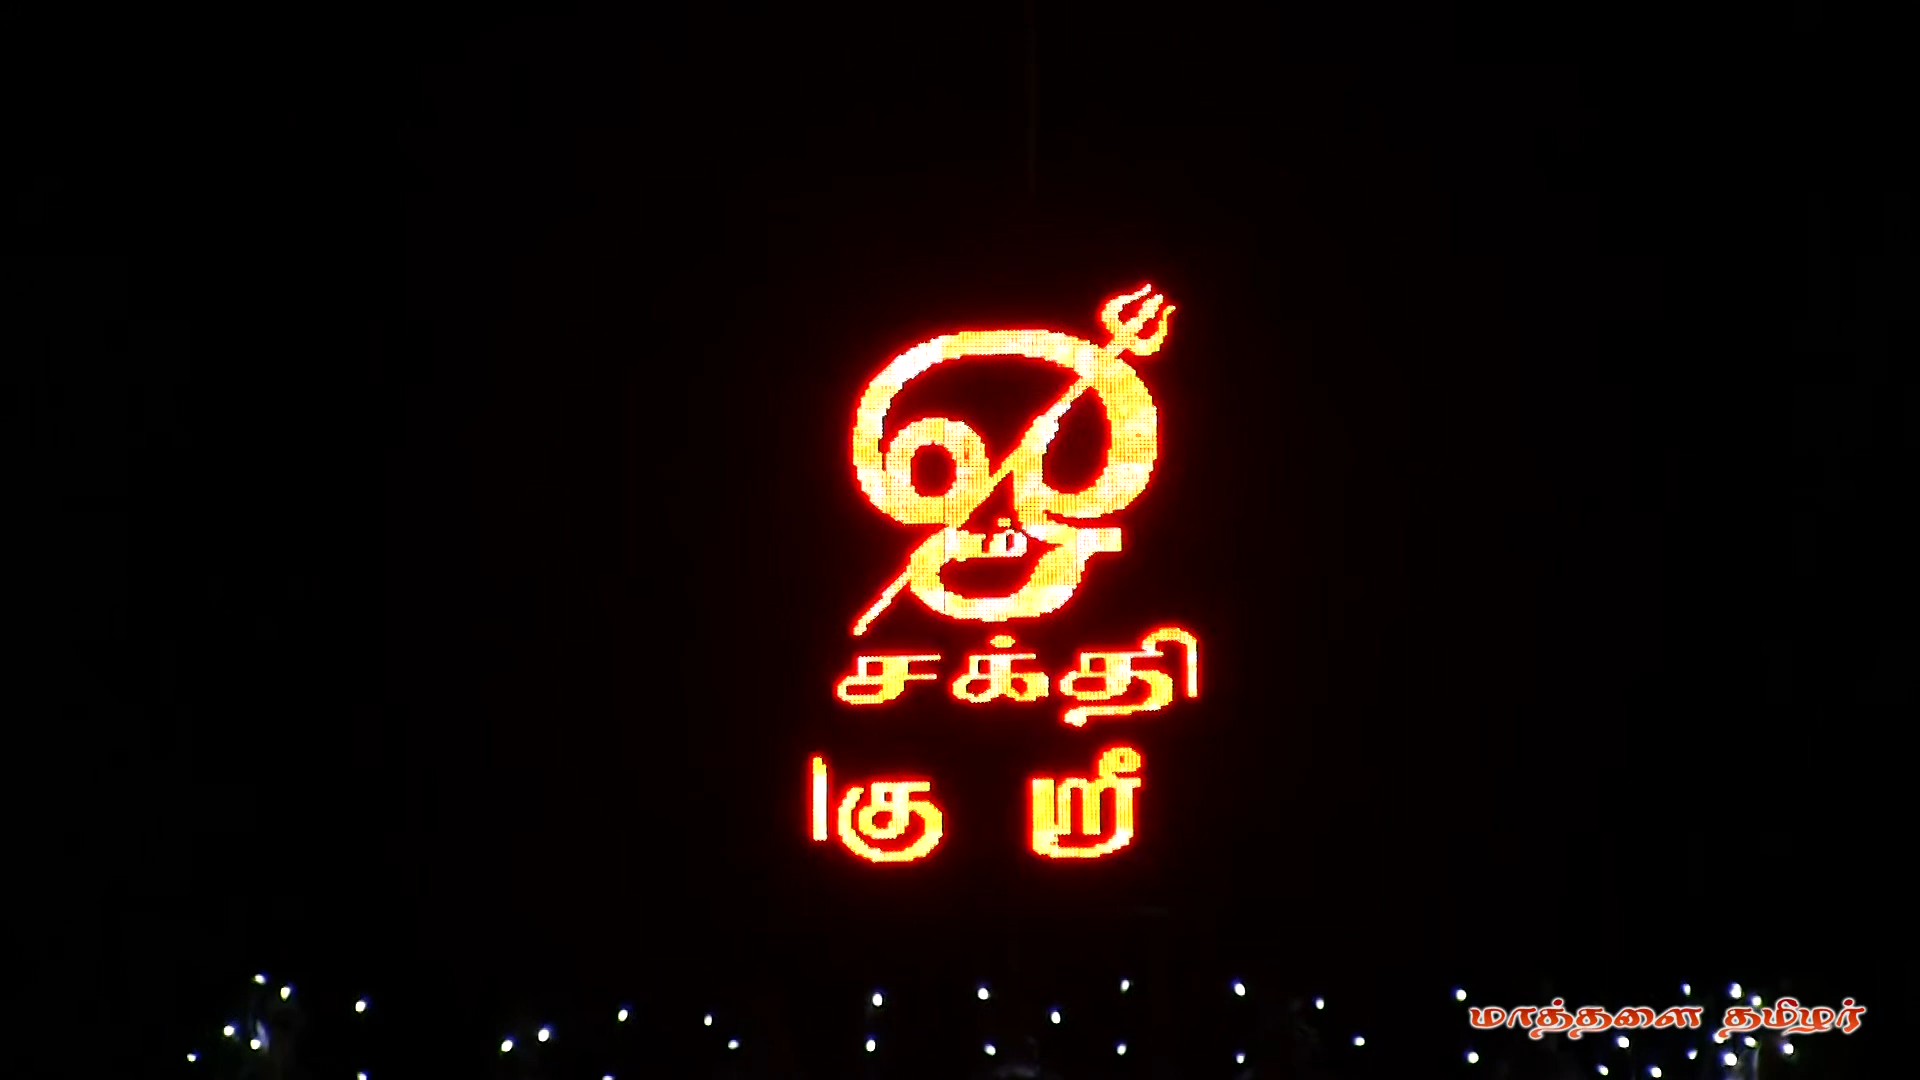 ஓம்
சக்தி
கு றீ
மாத்தளை தமிழர்